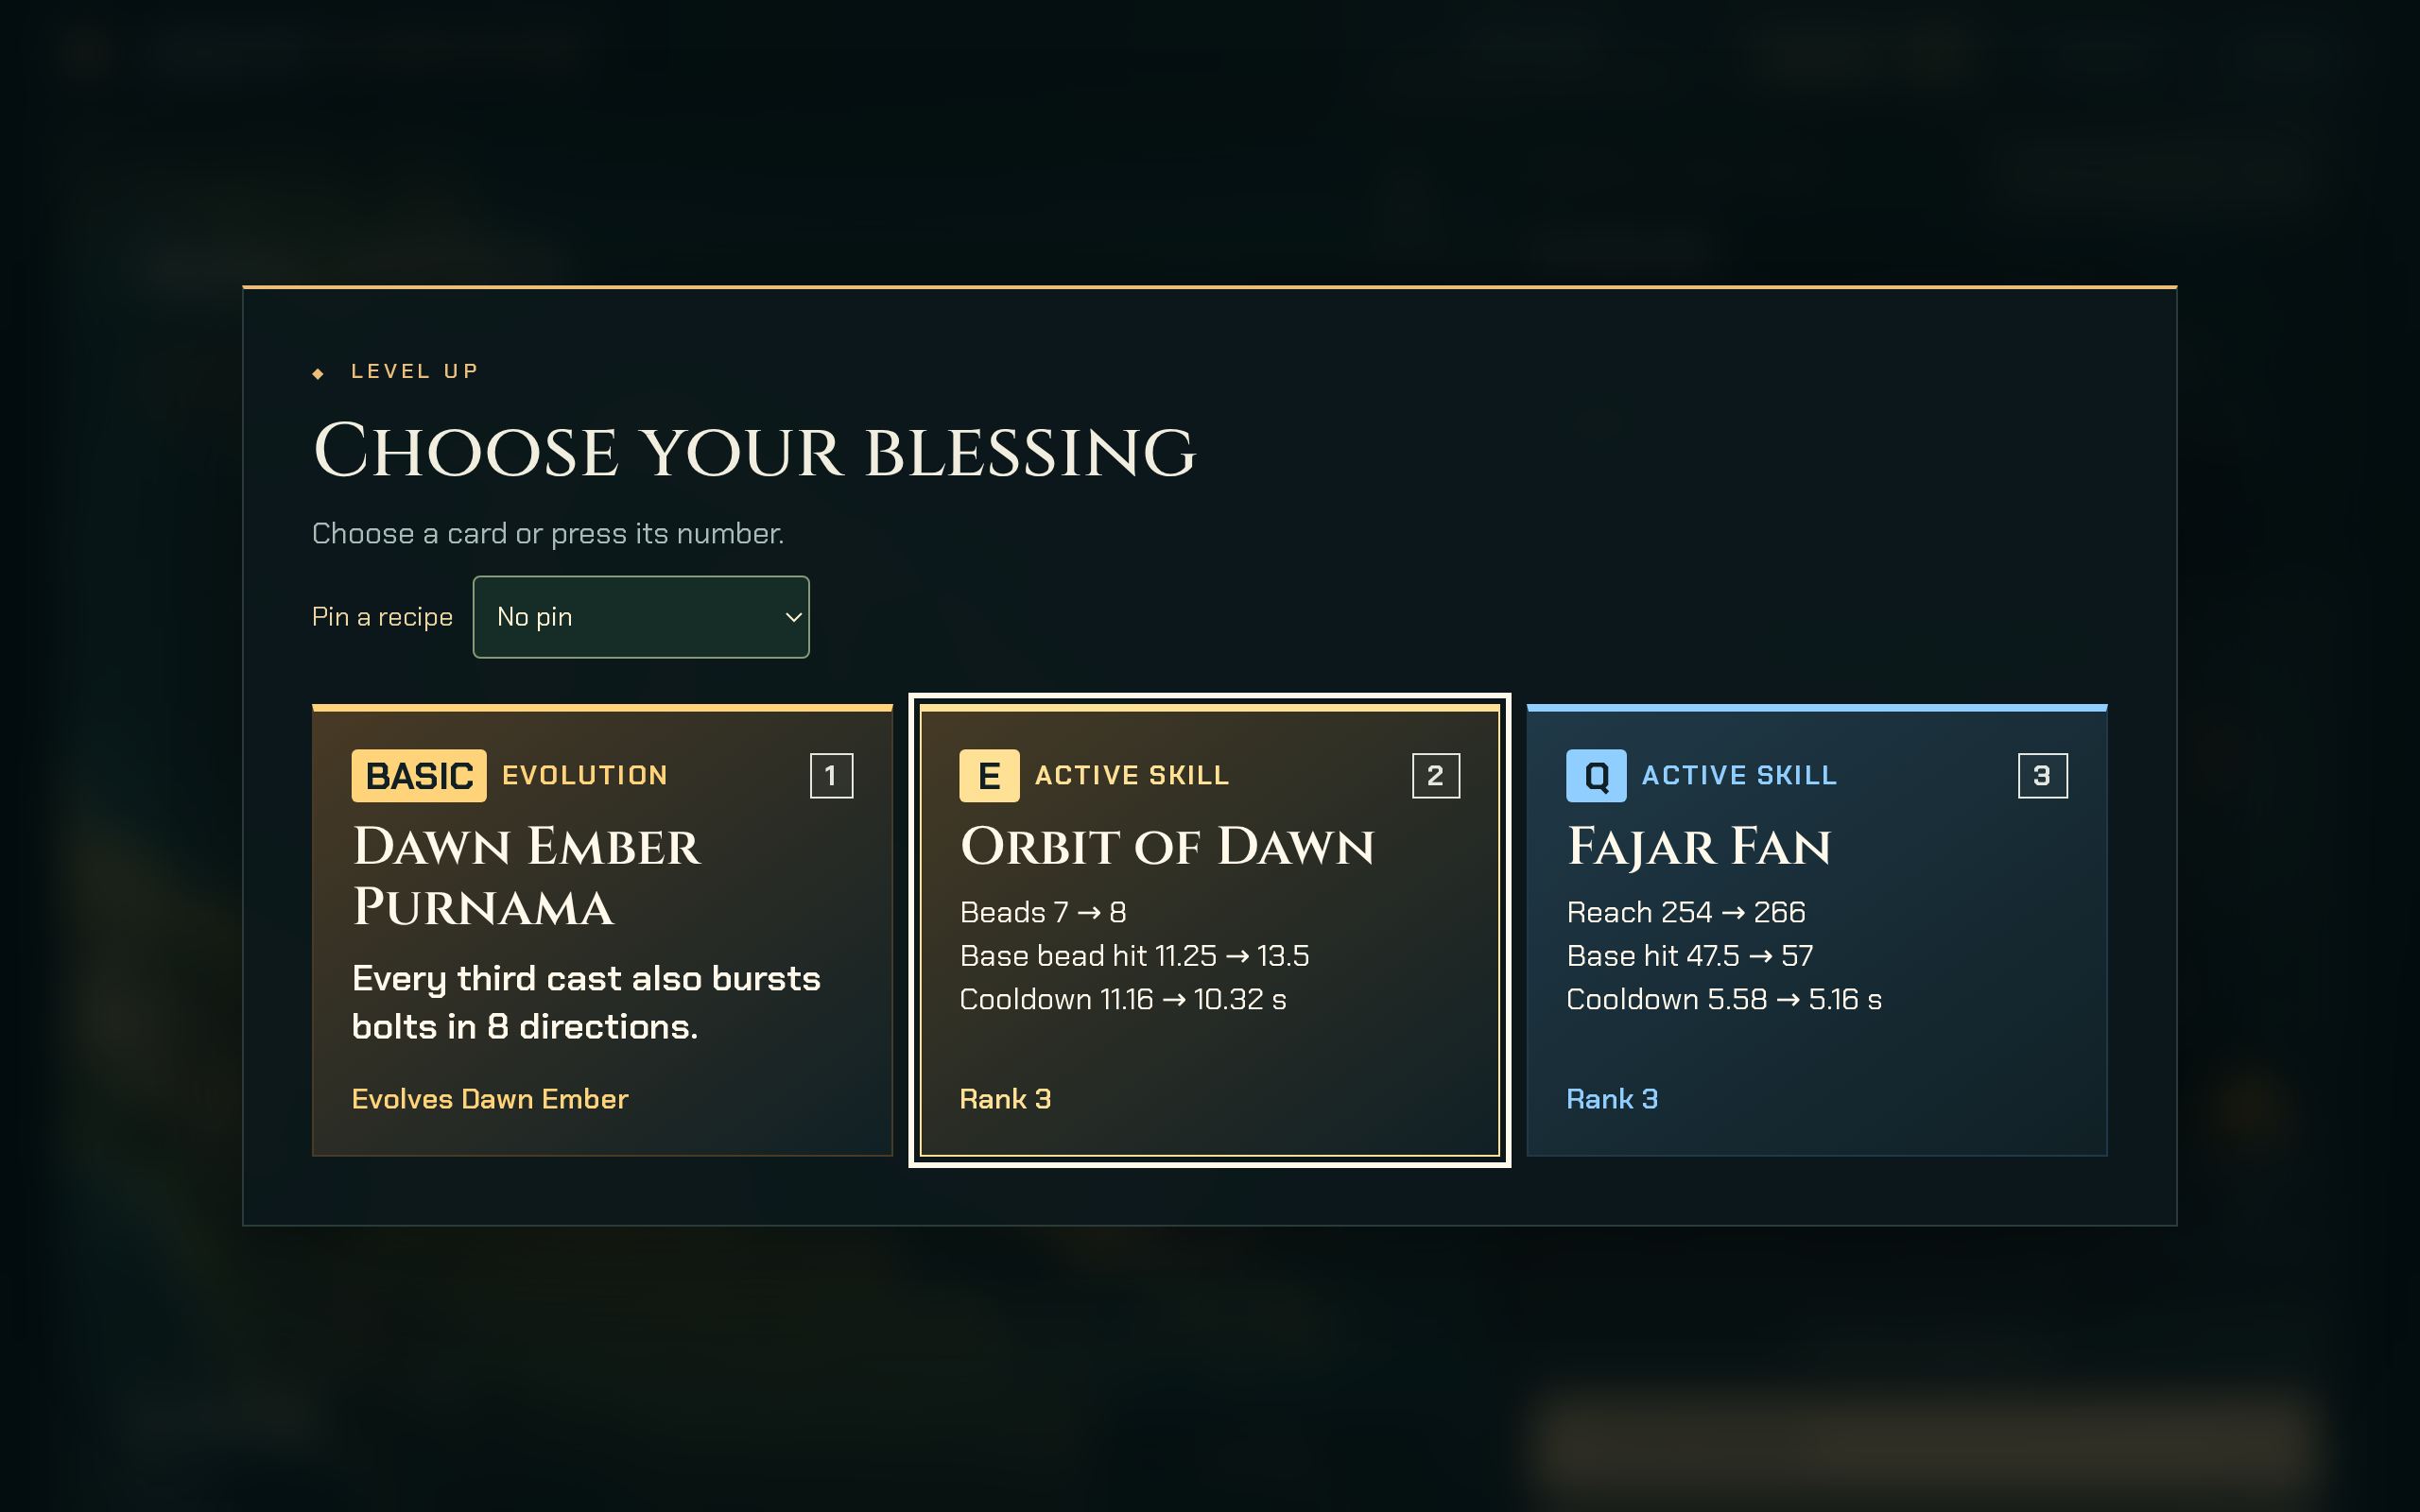 LEVEL UP
Choose your blessing
Choose a card or press its number.
Pin a recipe No pin
BASIC EVOLUTION 1
Dawn Ember
Purnama
Every third cast also bursts
bolts in 8 directions.
Evolves Dawn Ember
E ACTIVE SKILL 2
Orbit of Dawn
Beads 7 → 8
Base bead hit 11.25 → 13.5
Cooldown 11.16 → 10.32 s
Rank 3
Q ACTIVE SKILL 3
Fajar Fan
Reach 254 → 266
Base hit 47.5 → 57
Cooldown 5.58 → 5.16 s
Rank 3